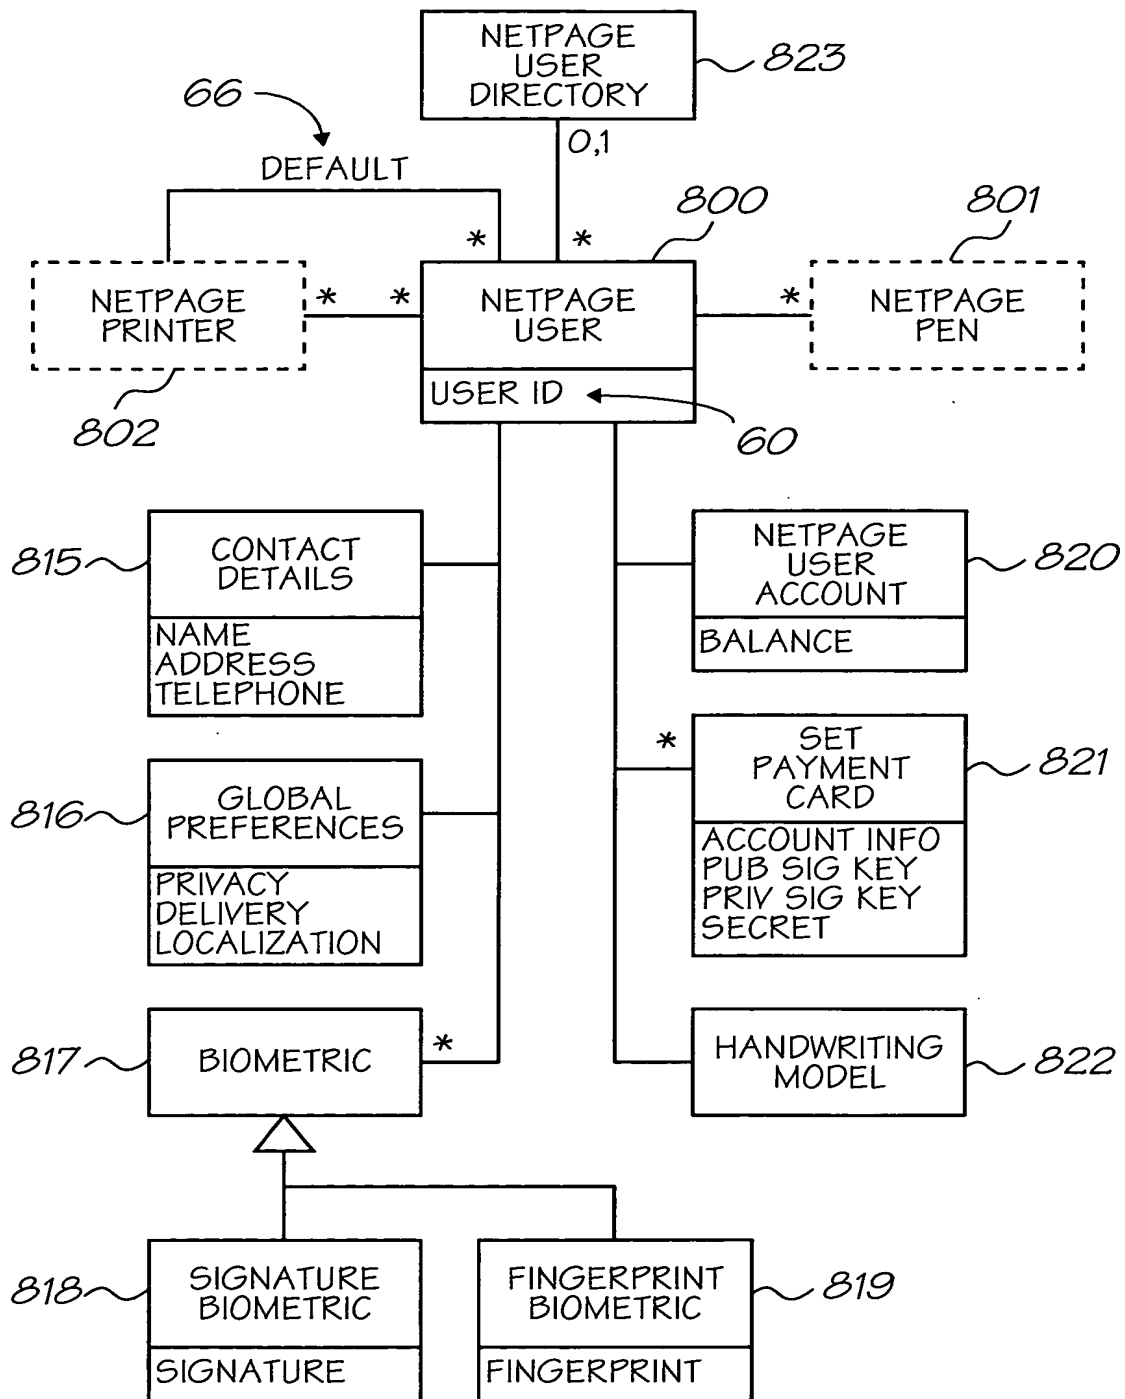 NETPAGE
USER
DIRECTORY
823
66
0,1
DEFAULT
800
801
* *
NETPAGE
PRINTER
* *
NETPAGE
USER
*
NETPAGE
PEN
USER ID
802
60
815
CONTACT
DETAILS
NAME
ADDRESS
TELEPHONE
NETPAGE
USER
ACCOUNT
820
BALANCE
816
GLOBAL
PREFERENCES
PRIVACY
DELIVERY
LOCALIZATION
*
SET
PAYMENT
CARD
821
ACCOUNT INFO
PUB SIG KEY
PRIV SIG KEY
SECRET
817
BIOMETRIC
*
HANDWRITING
MODEL
822
818
SIGNATURE
BIOMETRIC
SIGNATURE
FINGERPRINT
BIOMETRIC
819
FINGERPRINT